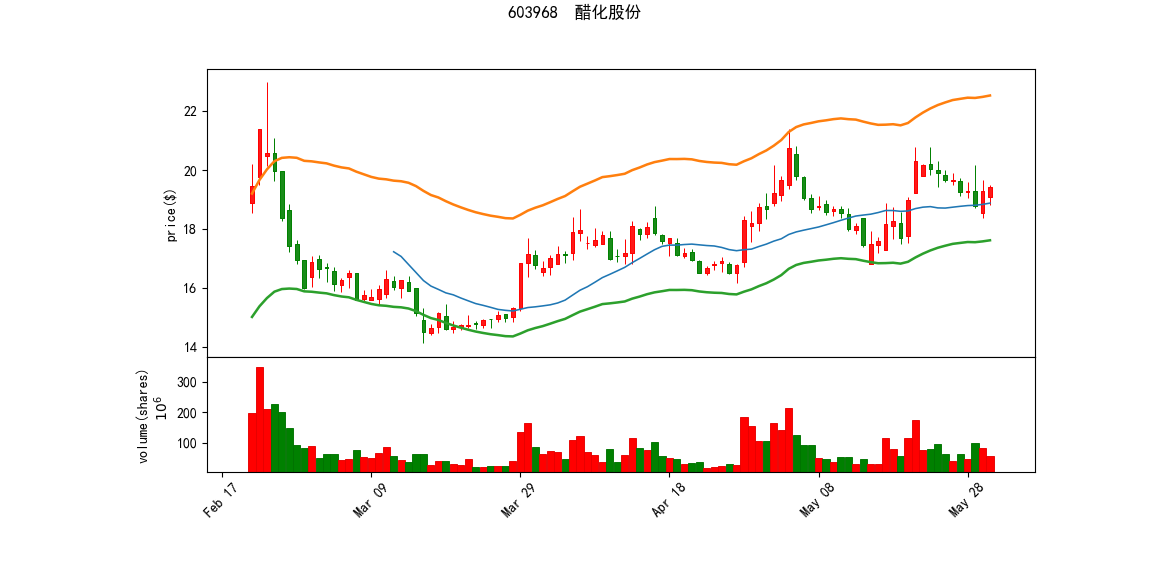 603968 醋化股份
price($)
22
20
18
16
14
volume(shares)
10^6
300
200
100
Feb 17
Mar 09
Mar 29
Apr 18
May 08
May 28